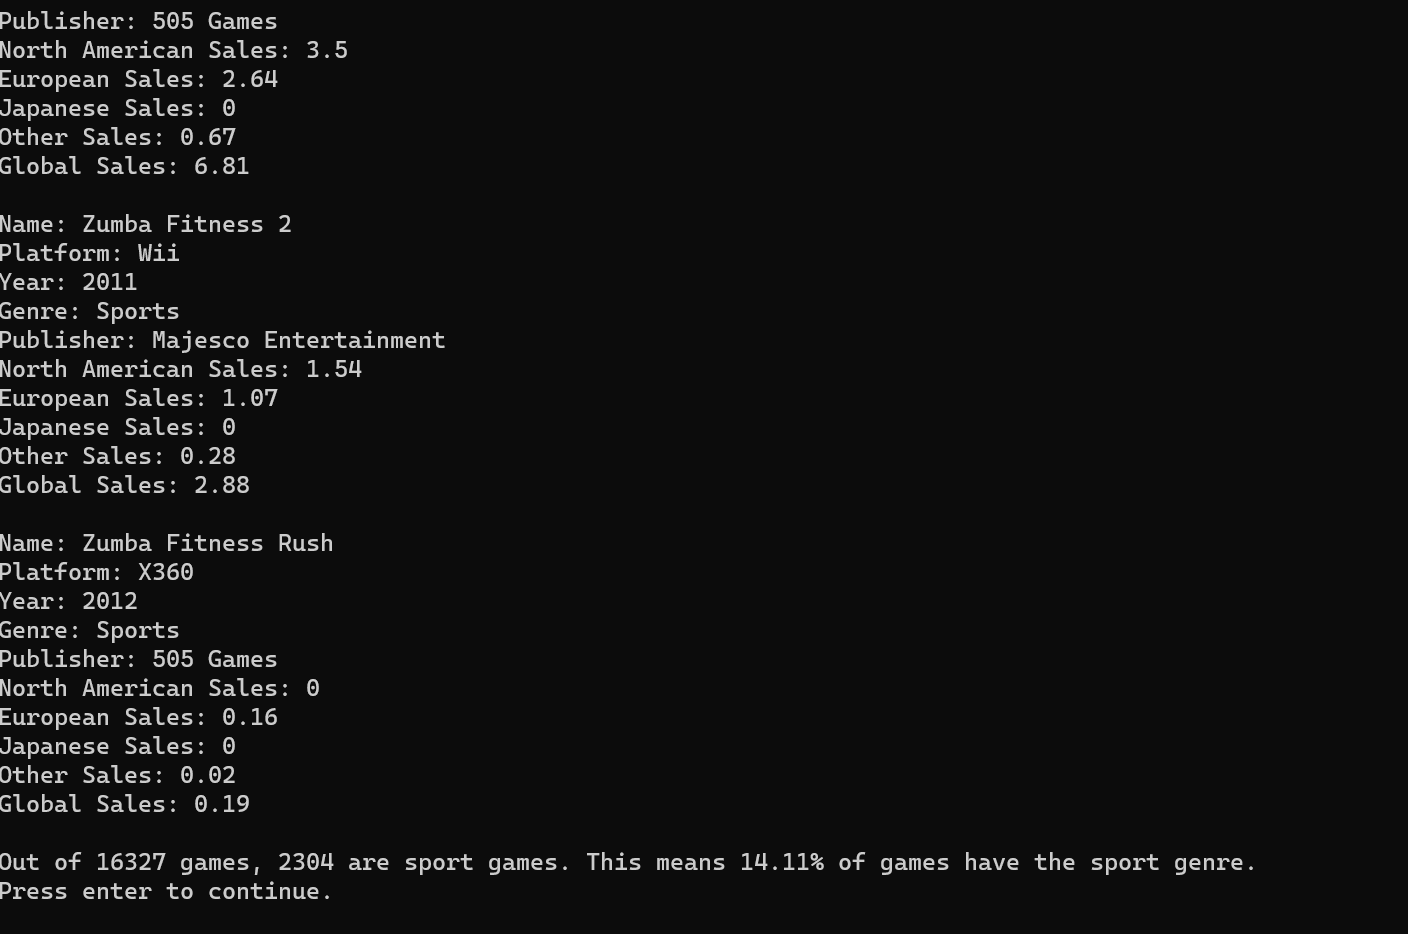 Publisher: 505 Games
North American Sales: 3.5
European Sales: 2.64
Japanese Sales: 0
Other Sales: 0.67
Global Sales: 6.81

Name: Zumba Fitness 2
Platform: Wii
Year: 2011
Genre: Sports
Publisher: Majesco Entertainment
North American Sales: 1.54
European Sales: 1.07
Japanese Sales: 0
Other Sales: 0.28
Global Sales: 2.88

Name: Zumba Fitness Rush
Platform: X360
Year: 2012
Genre: Sports
Publisher: 505 Games
North American Sales: 0
European Sales: 0.16
Japanese Sales: 0
Other Sales: 0.02
Global Sales: 0.19

Out of 16327 games, 2304 are sport games. This means 14.11% of games have the sport genre.
Press enter to continue.